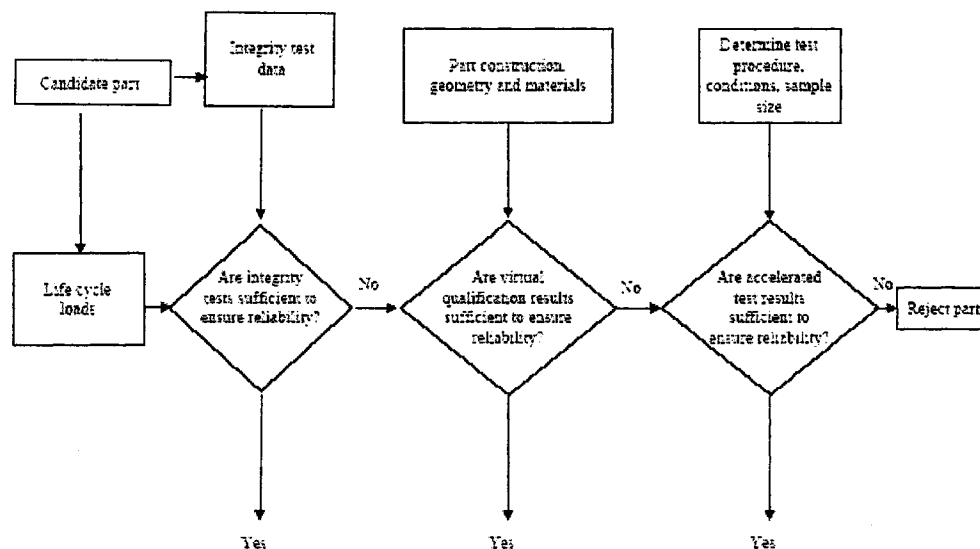 Candidate part
Integrity test
data
Part construction,
geometry and materials
Determine test
procedure,
conditions, sample
size
Life cycle
loads
Are integrity
tests sufficient to
ensure reliability?
No
Are virtual
qualification results
sufficient to ensure
reliability?
No
Are accelerated
test results
sufficient to
ensure reliability?
No
Reject part
Yes
Yes
Yes